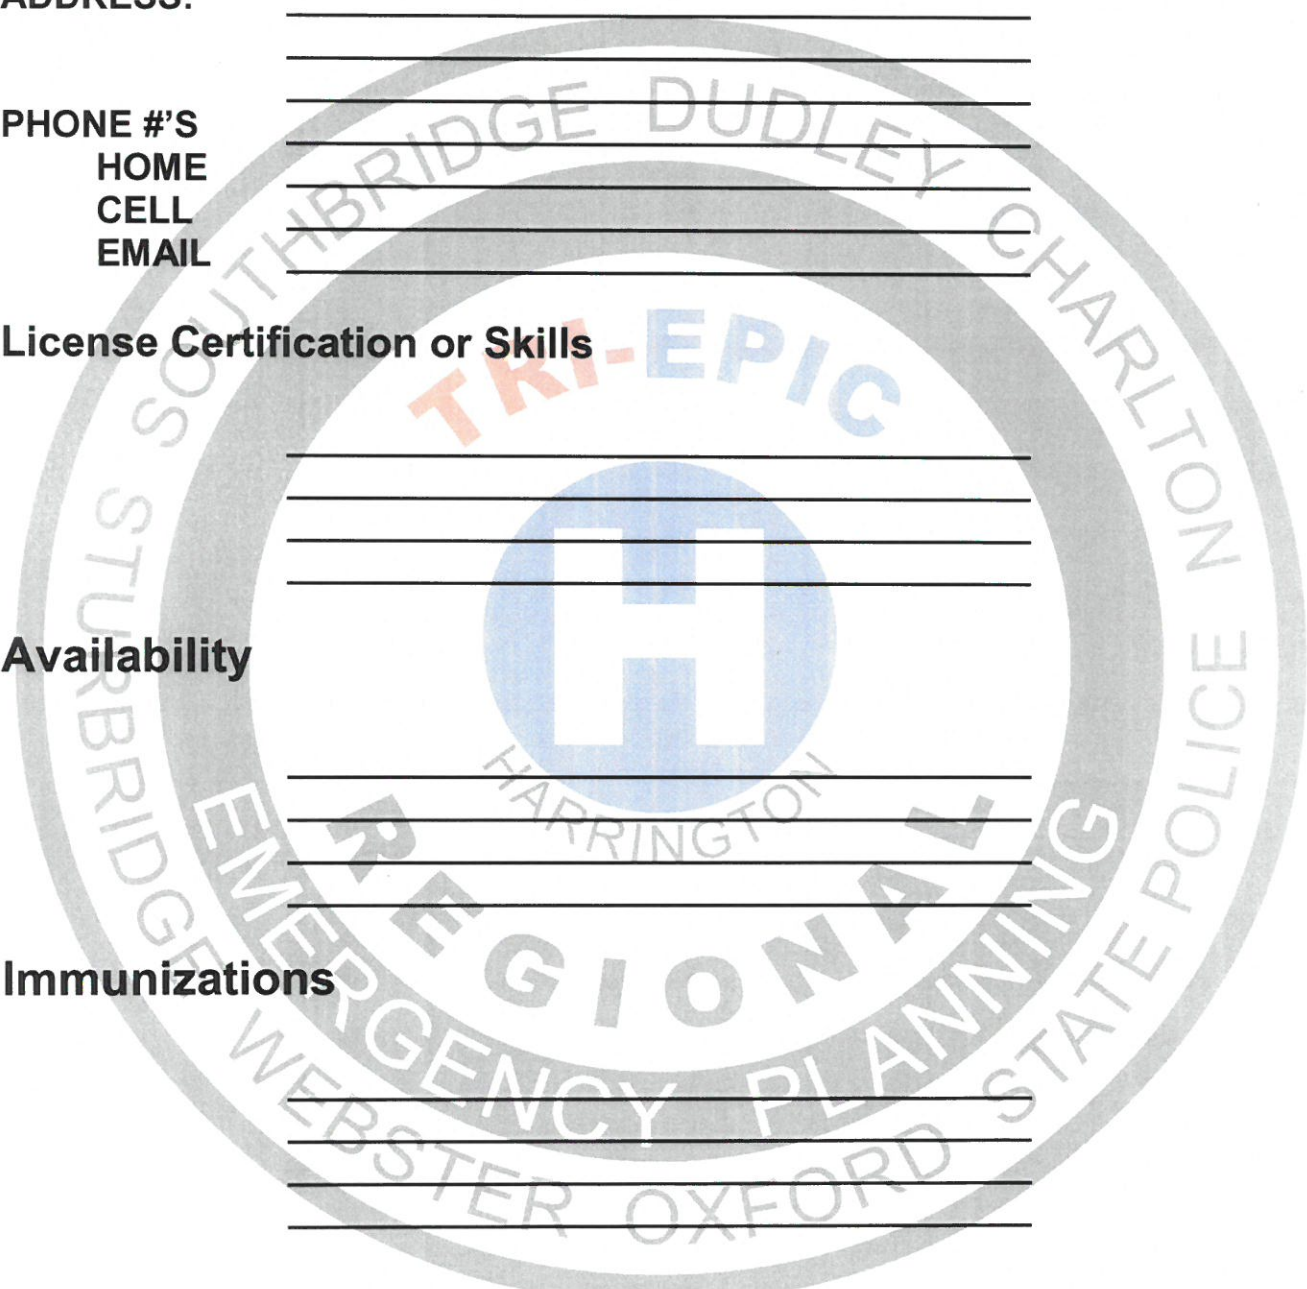 ADDRESS:
PHONE #'S
HOME
CELL
EMAIL
License Certification or Skills
Availability
Immunizations
SOUTHBRIDGE DUDLEY CHARLTON
STURBRIDGE WEBSTER OXFORD STATE POLICE
TRI-EPIC
H
HARRINGTON
REGIONAL
EMERGENCY PLANNING